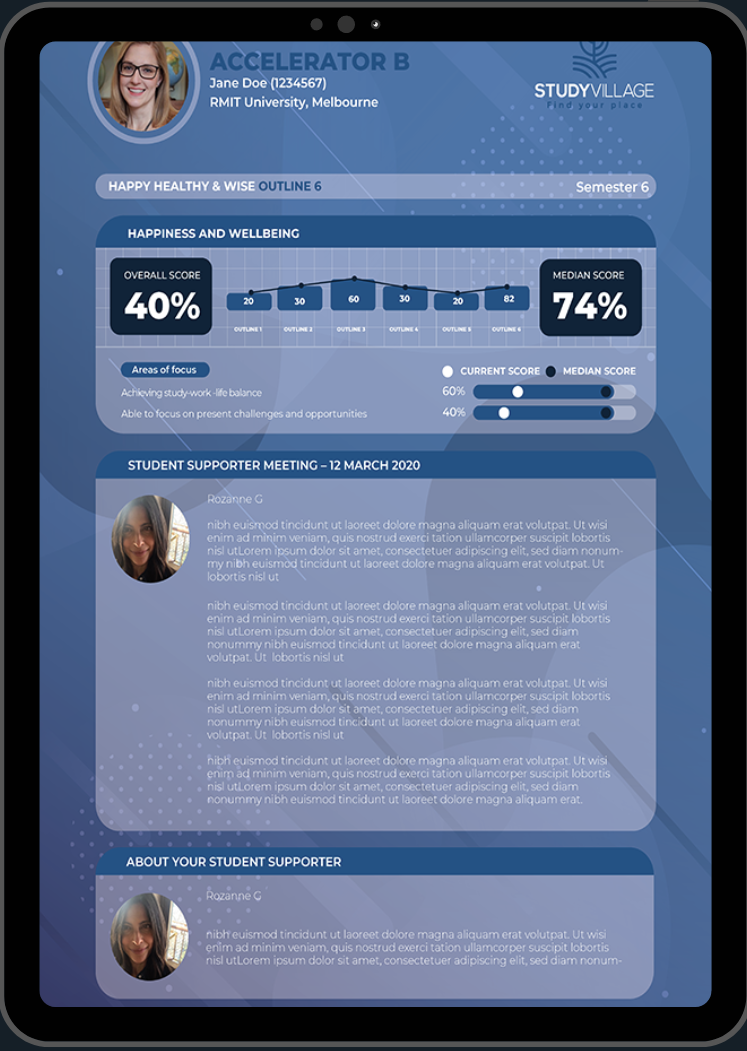 ACCELERATOR B
Jane Doe (1234567)
RMIT University, Melbourne
STUDYVILLAGE
Find your place
HAPPY HEALTHY & WISE OUTLINE 6
Semester 6
HAPPINESS AND WELLBEING
OVERALL SCORE
40%
20
30
60
30
20
82
OUTLINE 1
OUTLINE 2
OUTLINE 3
OUTLINE 4
OUTLINE 5
OUTLINE 6
MEDIAN SCORE
74%
Areas of focus
CURRENT SCORE
MEDIAN SCORE
Achieving study-work -life balance
60%
Able to focus on present challenges and opportunities
40%
STUDENT SUPPORTER MEETING – 12 MARCH 2020
Rozanne G
nibh euismod tincidunt ut laoreet dolore magna aliquam erat volutpat. Ut wisi
enim ad minim veniam, quis nostrud exerci tation ullamcorper suscipit lobortis
nisl utLorem ipsum dolor sit amet, consectetuer adipiscing elit, sed diam nonum-
my nibh euismod tincidunt ut laoreet dolore magna aliquam erat volutpat. Ut
lobortis nisl ut
nibh euismod tincidunt ut laoreet dolore magna aliquam erat volutpat. Ut wisi
enim ad minim veniam, quis nostrud exerci tation ullamcorper suscipit lobortis
nisl utLorem ipsum dolor sit amet, consectetuer adipiscing elit, sed diam
nonummy nibh euismod tincidunt ut laoreet dolore magna aliquam erat
volutpat. Ut lobortis nisl ut
nibh euismod tincidunt ut laoreet dolore magna aliquam erat volutpat. Ut wisi
enim ad minim veniam, quis nostrud exerci tation ullamcorper suscipit lobortis
nisl utLorem ipsum dolor sit amet, consectetuer adipiscing elit, sed diam
nonummy nibh euismod tincidunt ut laoreet dolore magna aliquam erat
volutpat. Ut lobortis nisl ut
nibh euismod tincidunt ut laoreet dolore magna aliquam erat volutpat. Ut wisi
enim ad minim veniam, quis nostrud exerci tation ullamcorper suscipit lobortis
nisl utLorem ipsum dolor sit amet, consectetuer adipiscing elit, sed diam
nonummy nibh euismod tincidunt ut laoreet dolore magna aliquam erat.
ABOUT YOUR STUDENT SUPPORTER
Rozanne G
nibh euismod tincidunt ut laoreet dolore magna aliquam erat volutpat. Ut wisi
enim ad minim veniam, quis nostrud exerci tation ullamcorper suscipit lobortis
nisl utLorem ipsum dolor sit amet, consectetuer adipiscing elit, sed diam nonum-